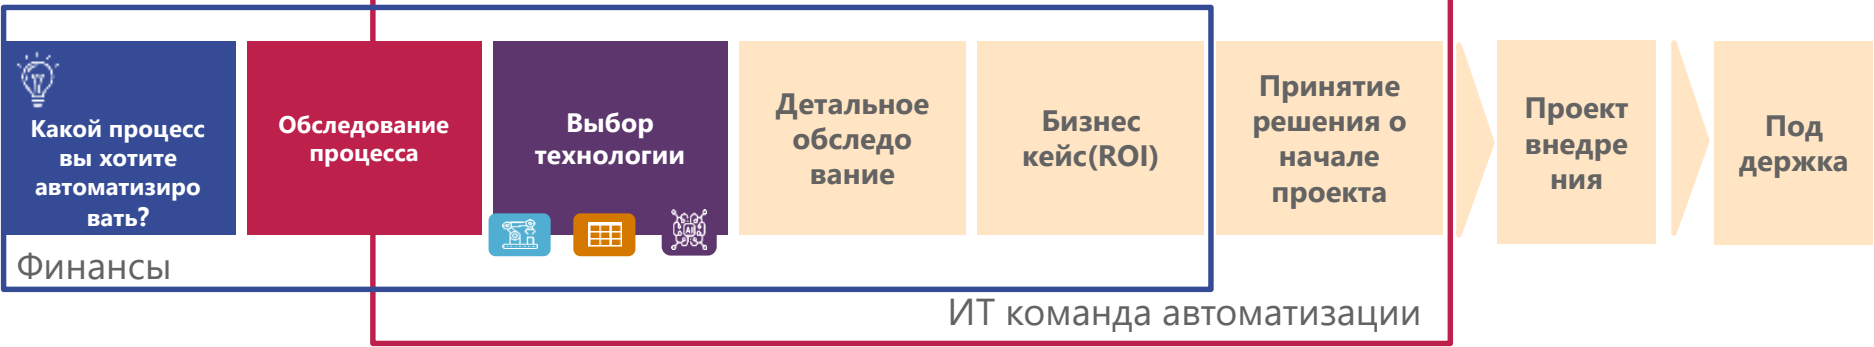 Какой процесс
вы хотите
автоматизиро
вать?
Обследование
процесса
Выбор
технологии
AI
Детальное
обследо
вание
Бизнес
кейс(ROI)
Принятие
решения о
начале
проекта
Проект
внедре
ния
Под
держка
Финансы
ИТ команда автоматизации